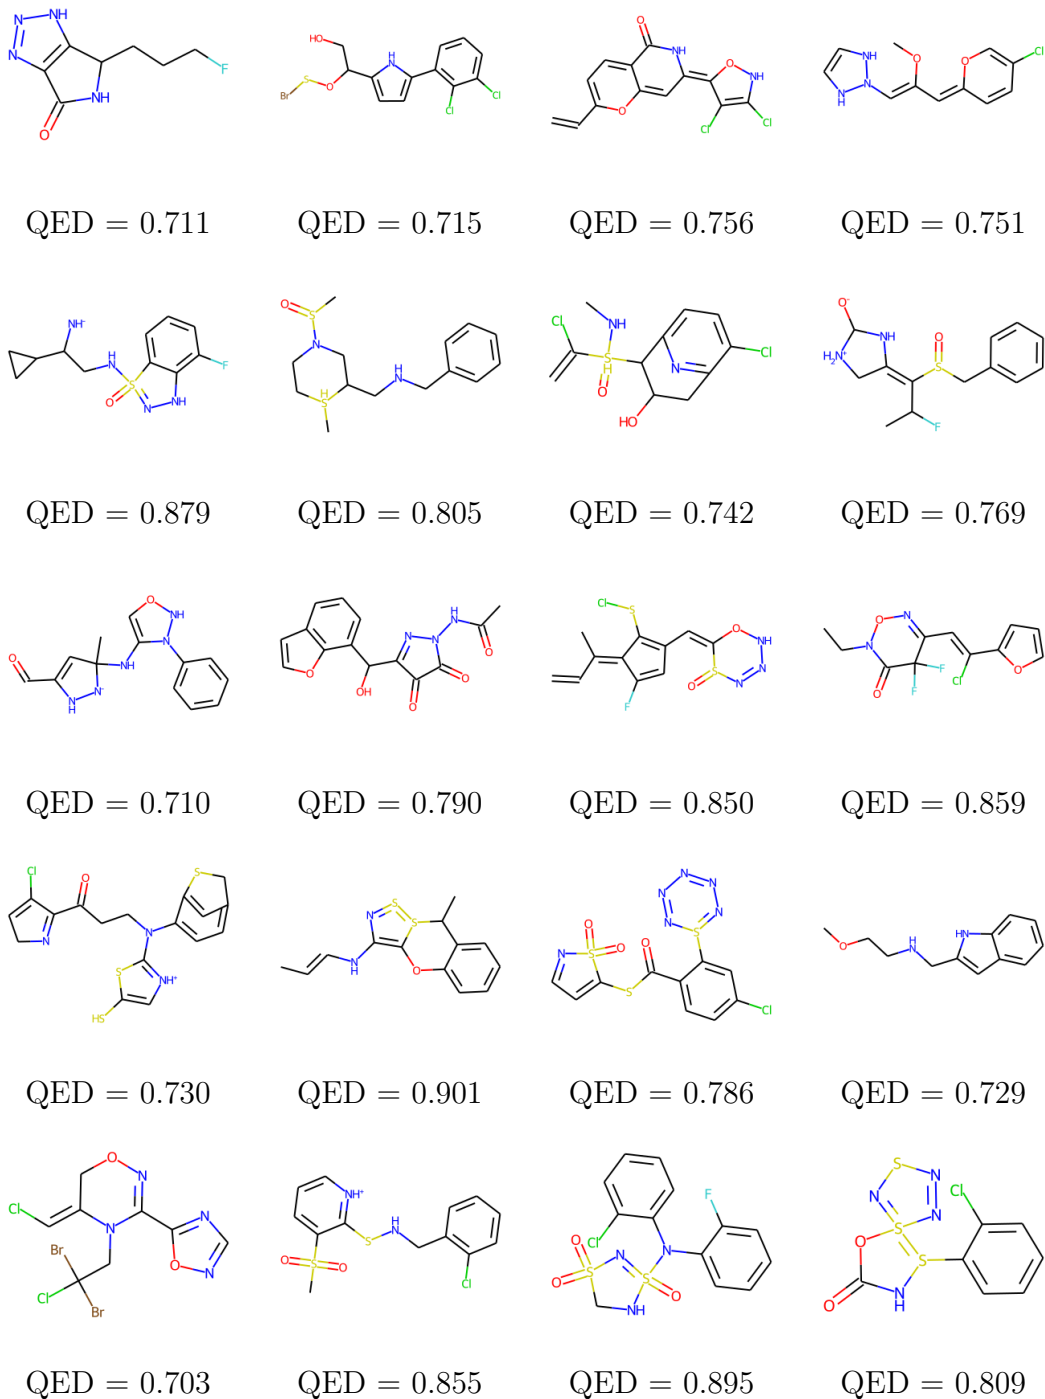 QED = 0.711 QED = 0.715 QED = 0.756 QED = 0.751
QED = 0.879 QED = 0.805 QED = 0.742 QED = 0.769
QED = 0.710 QED = 0.790 QED = 0.850 QED = 0.859
QED = 0.730 QED = 0.901 QED = 0.786 QED = 0.729
QED = 0.703 QED = 0.855 QED = 0.895 QED = 0.809